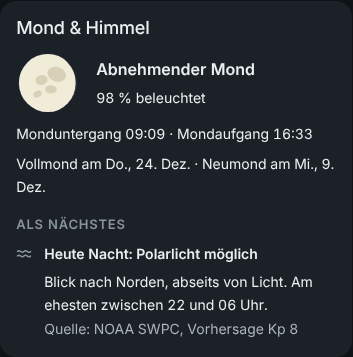 Mond & Himmel
Abnehmender Mond
98 % beleuchtet
Monduntergang 09:09 · Mondaufgang 16:33
Vollmond am Do., 24. Dez. · Neumond am Mi., 9.
Dez.
ALS NÄCHSTES
Heute Nacht: Polarlicht möglich
Blick nach Norden, abseits von Licht. Am
ehesten zwischen 22 und 06 Uhr.
Quelle: NOAA SWPC, Vorhersage Kp 8